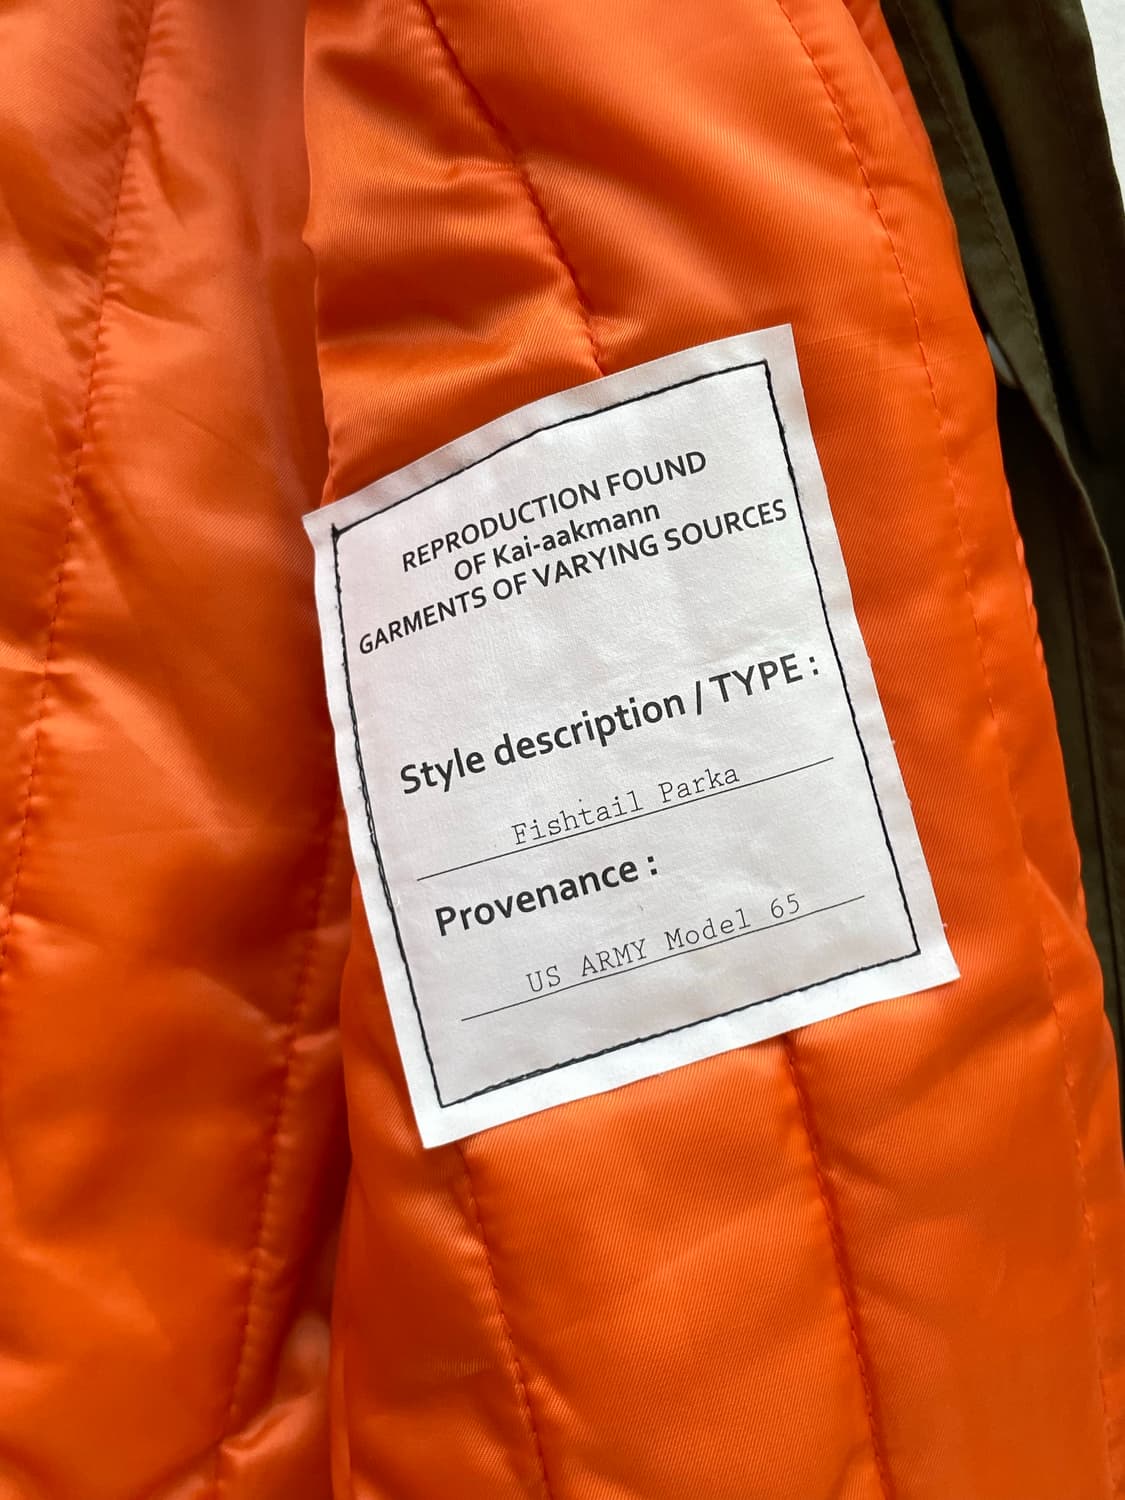 REPRODUCTION FOUND
OF Kai-aakmann
GARMENTS OF VARYING SOURCES
Style description / TYPE :
Fishtail Parka
Provenance :
US ARMY Model 65